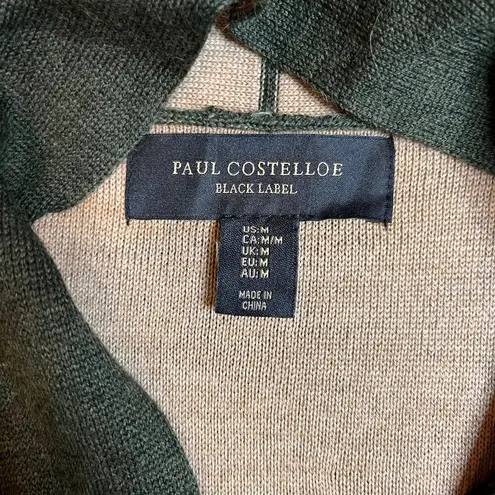 PAUL COSTELLOE
BLACK LABEL
US:M
CA:M/M
UK:M
EU:M
AU:M
MADE IN
CHINA